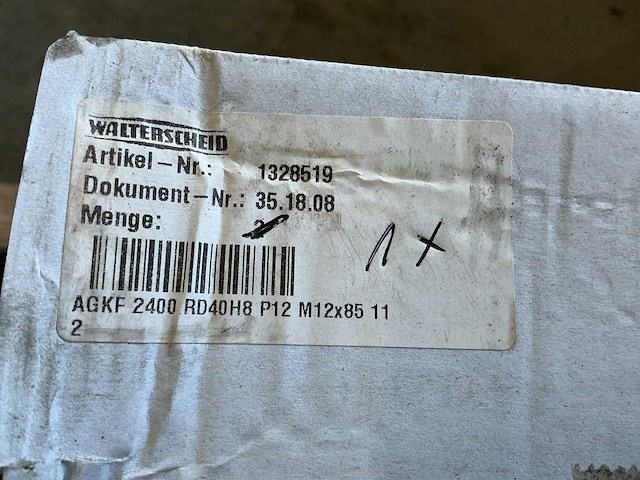 WALTERSCHEID
Artikel-Nr.: 1328519
Dokument-Nr.: 35.18.08
Menge:
1x
AGKF 2400 RD40H8 P12 M12x85 11
2